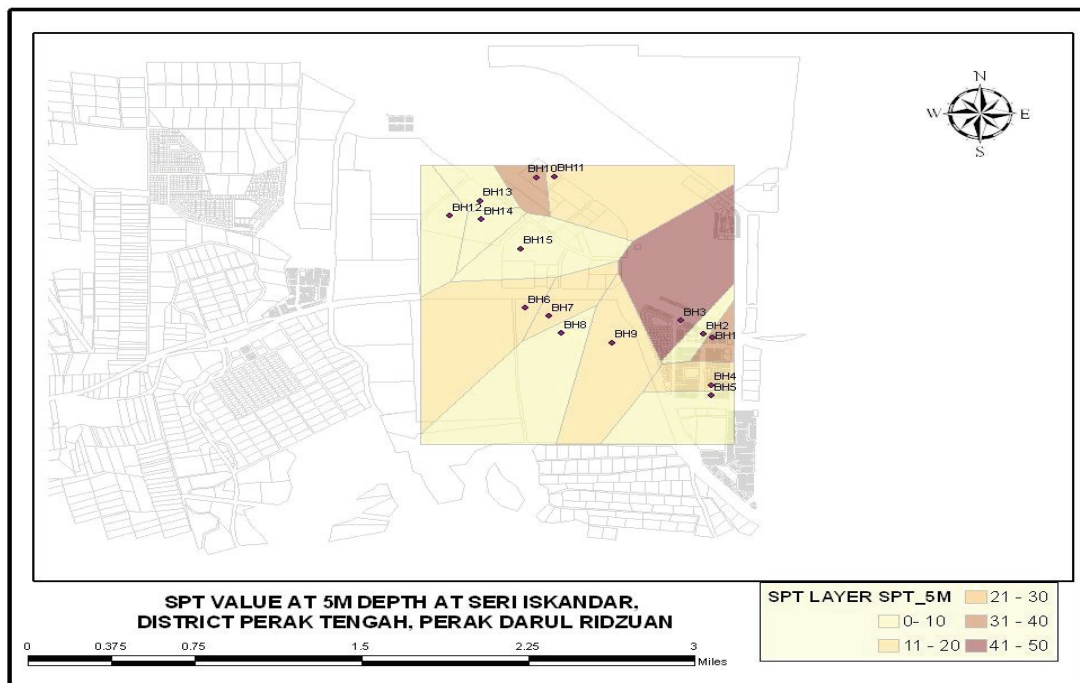 N
W E
S
BH10 BH11
BH13
BH12 BH14
BH15
BH6
BH7
BH8
BH9
BH3
BH2
BH1
BH4
BH5
SPT VALUE AT 5M DEPTH AT SERI ISKANDAR,
DISTRICT PERAK TENGAH, PERAK DARUL RIDZUAN
0 0.375 0.75 1.5 2.25 3
Miles
SPT LAYER SPT_5M
0- 10
11 - 20
21 - 30
31 - 40
41 - 50